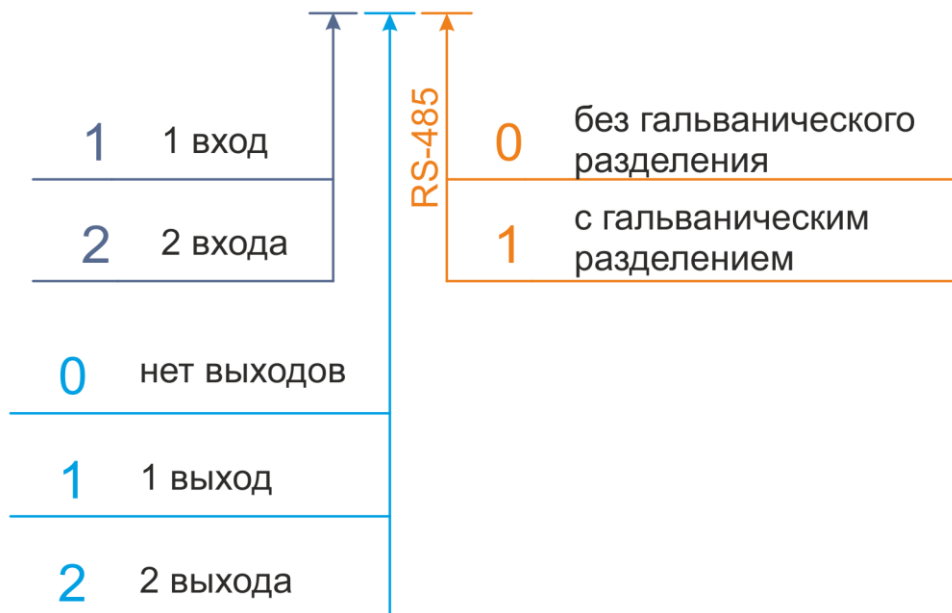 1 1 вход
2 2 входа
RS-485
0 без гальванического
разделения
1 с гальваническим
разделением
0 нет выходов
1 1 выход
2 2 выхода